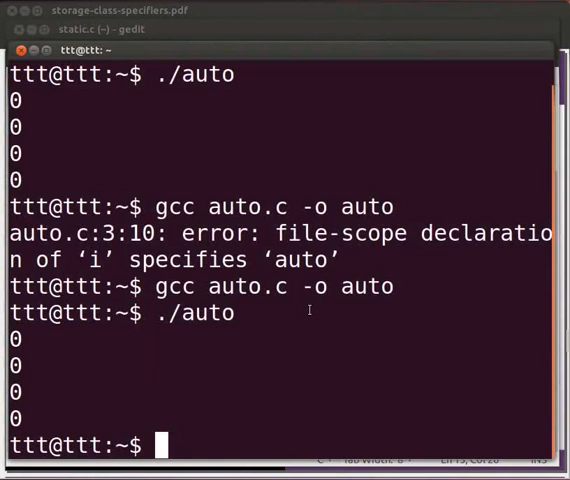 storage-class-specifiers.pdf
static.c (~) - gedit
ttt@ttt: ~
ttt@ttt:~$ ./auto
0
0
0
0
ttt@ttt:~$ gcc auto.c -o auto
auto.c:3:10: error: file-scope declaratio
n of ‘i’ specifies ‘auto’
ttt@ttt:~$ gcc auto.c -o auto
ttt@ttt:~$ ./auto
0
0
0
0
ttt@ttt:~$